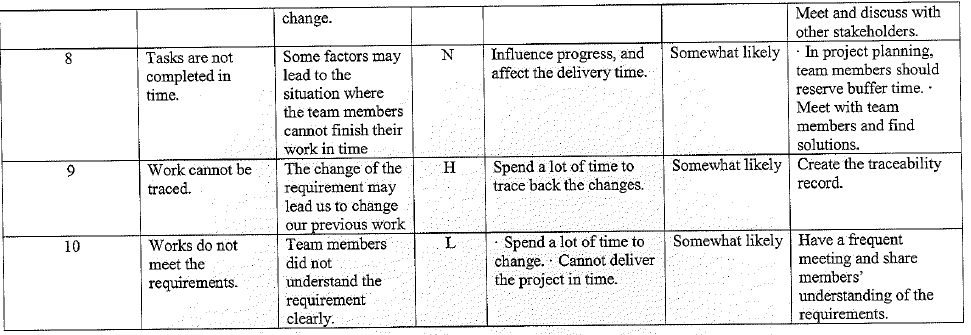 change.
Meet and discuss with
other stakeholders.
8
Tasks are not
completed in
time.
Some factors may
lead to the
situation where
the team members
cannot finish their
work in time
N
Influence progress, and
affect the delivery time.
Somewhat likely
· In project planning,
team members should
reserve buffer time. ·
Meet with team
members and find
solutions.
9
Work cannot be
traced.
The change of the
requirement may
lead us to change
our previous work
H
Spend a lot of time to
trace back the changes.
Somewhat likely
Create the traceability
record.
10
Works do not
meet the
requirements.
Team members
did not
understand the
requirement
clearly.
L
· Spend a lot of time to
change. · Cannot deliver
the project in time.
Somewhat likely
Have a frequent
meeting and share
members’
understanding of the
requirements.